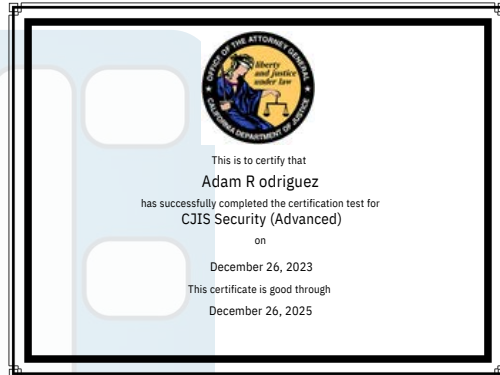 OFFICE OF THE ATTORNEY GENERAL
liberty
and justice
under law
CALIFORNIA DEPARTMENT OF JUSTICE
This is to certify that
Adam R odriguez
has successfully completed the certification test for
CJIS Security (Advanced)
on
December 26, 2023
This certificate is good through
December 26, 2025